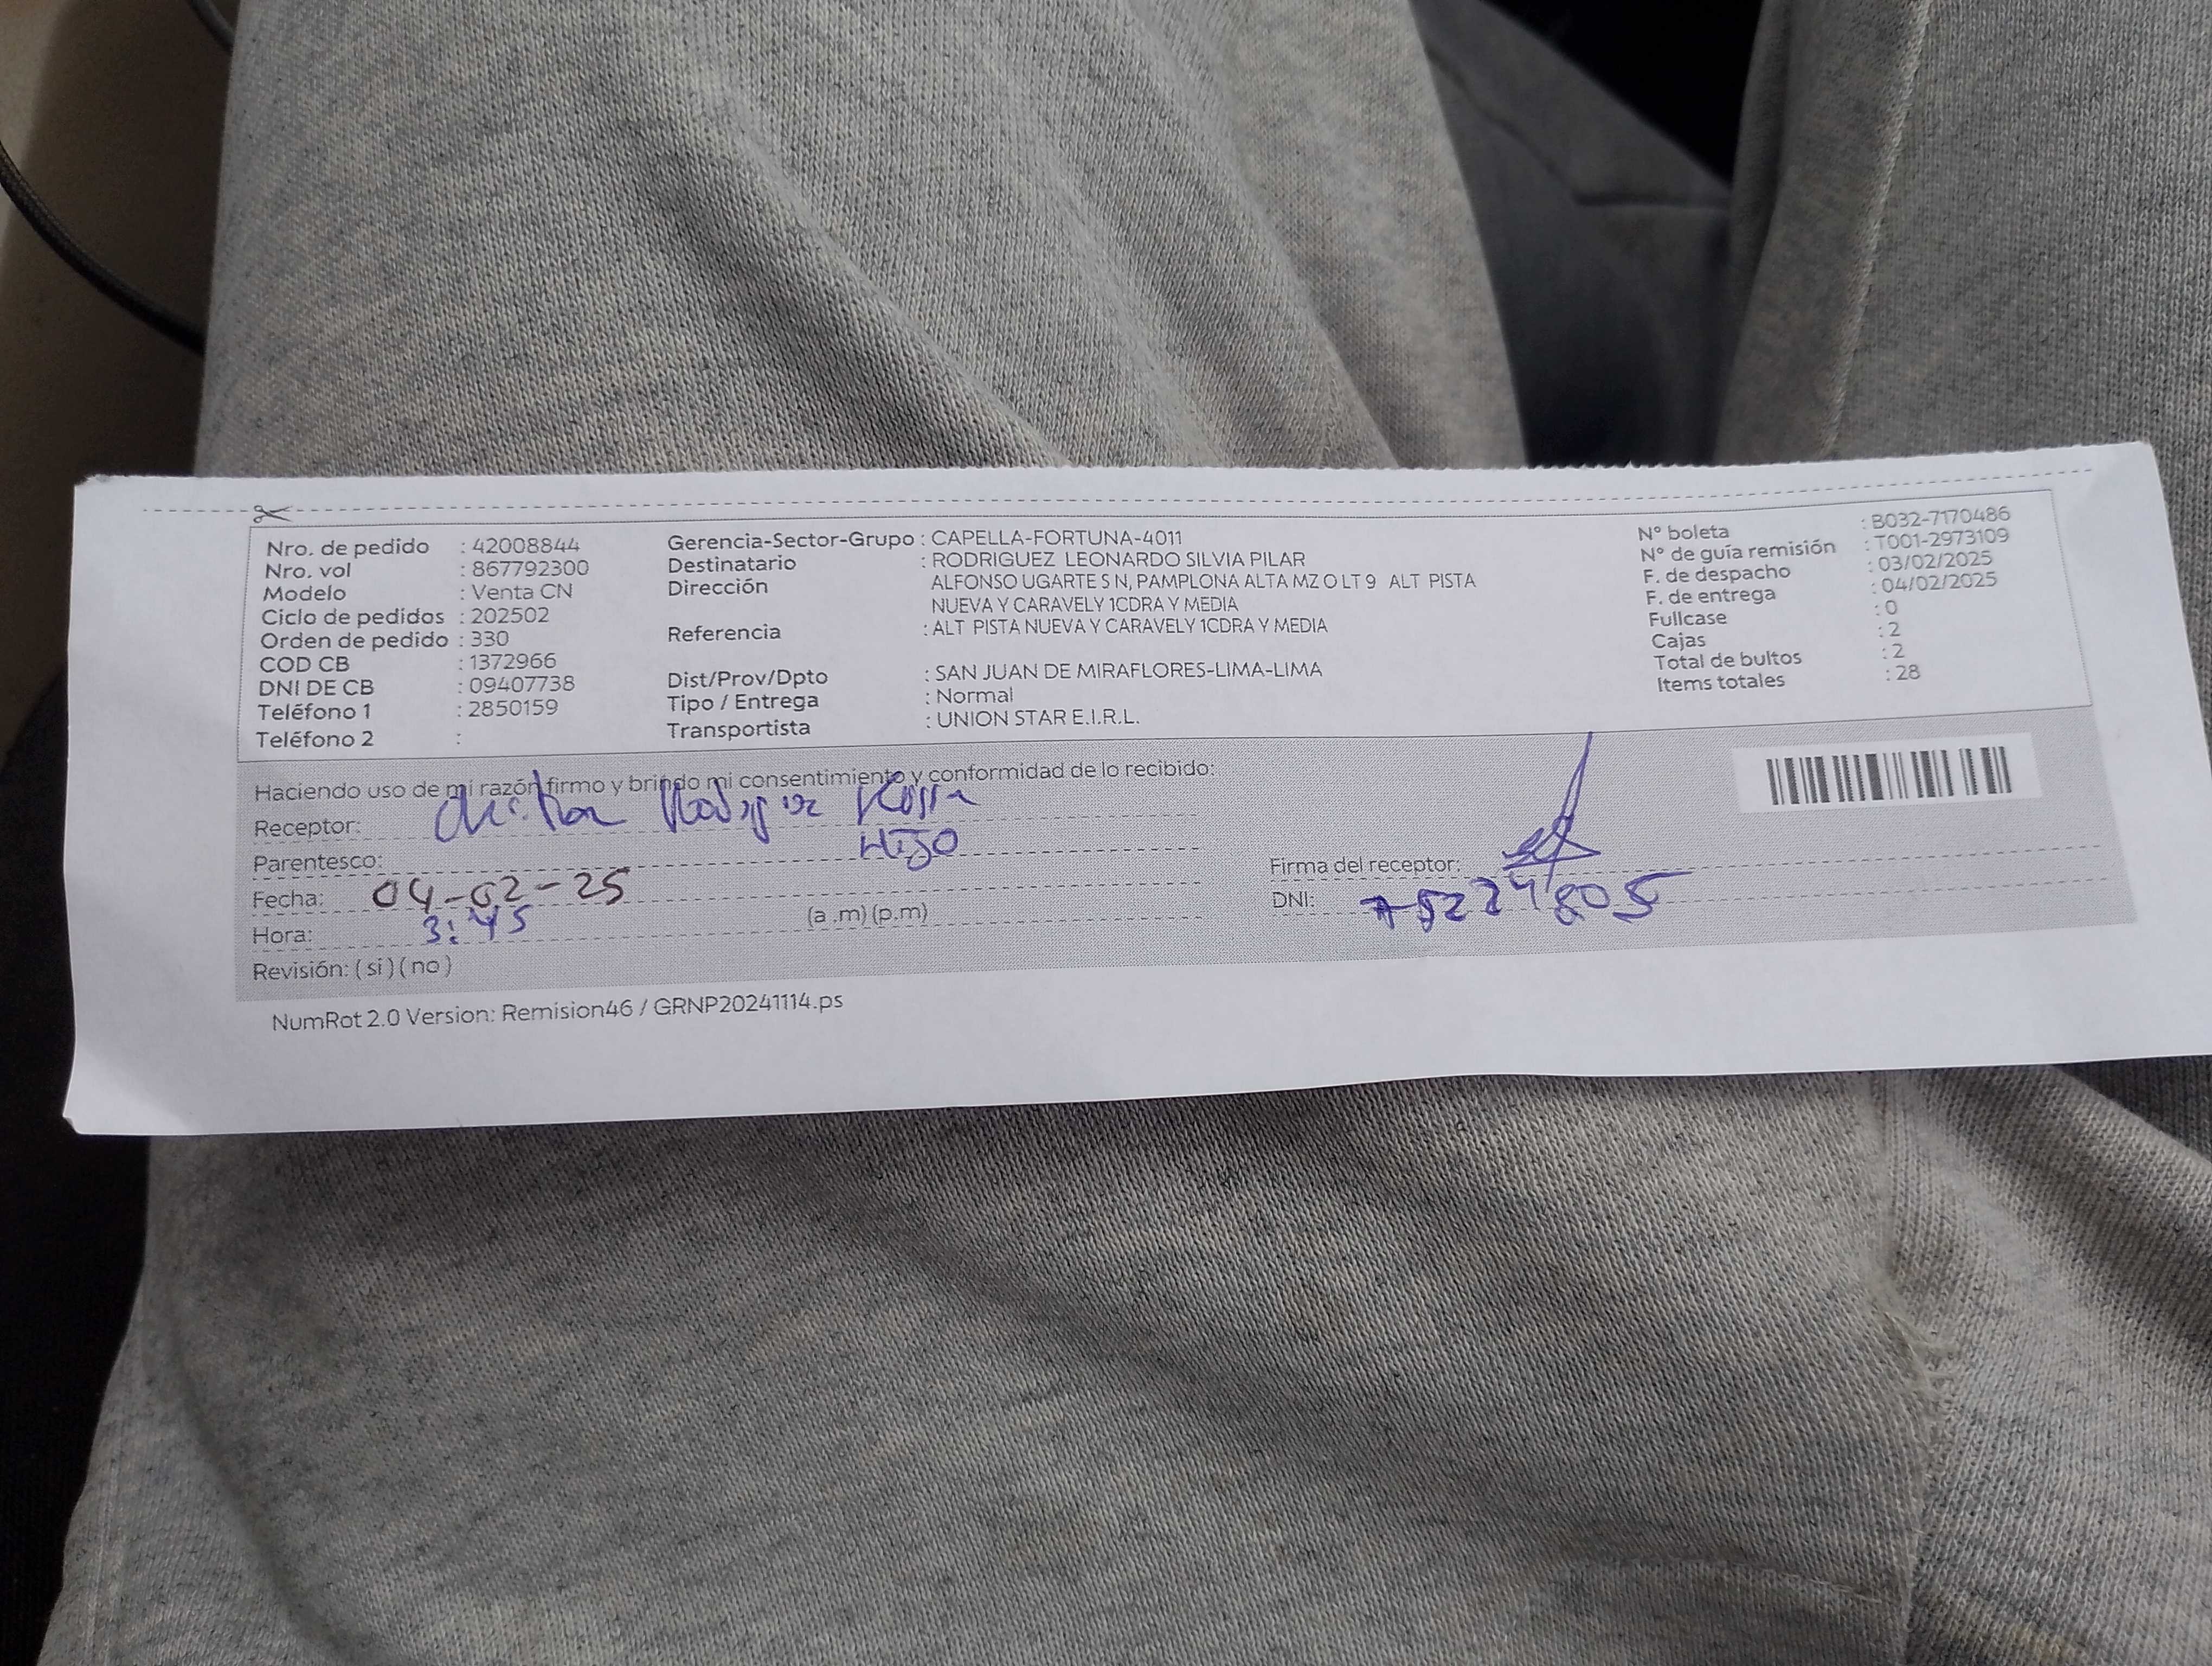 Nro. de pedido : 42008844
Nro. vol : 867792300
Modelo : Venta CN
Ciclo de pedidos : 202502
Orden de pedido : 330
COD CB : 1372966
DNI DE CB : 09407738
Teléfono 1 : 2850159
Teléfono 2 :
Gerencia-Sector-Grupo : CAPELLA-FORTUNA-4011
Destinatario : RODRIGUEZ LEONARDO SILVIA PILAR
Dirección ALFONSO UGARTE S N, PAMPLONA ALTA MZ O LT 9 ALT PISTA
NUEVA Y CARAVELY 1CDRA Y MEDIA
Referencia : ALT PISTA NUEVA Y CARAVELY 1CDRA Y MEDIA
Dist/Prov/Dpto : SAN JUAN DE MIRAFLORES-LIMA-LIMA
Tipo / Entrega : Normal
Transportista : UNION STAR E.I.R.L.
N° boleta : B032-7170486
N° de guía remisión : T001-2973109
F. de despacho : 03/02/2025
F. de entrega : 04/02/2025
Fullcase : 0
Cajas : 2
Total de bultos : 2
Items totales : 28
Haciendo uso de mi razón firmo y brindo mi consentimiento y conformidad de lo recibido:
Receptor:
Parentesco: HIJO
Fecha: 04-02-25
Hora: 3:45 (a .m) (p.m)
Revisión: ( si ) ( no )
Firma del receptor:
DNI:
NumRot 2.0 Version: Remision46 / GRNP20241114.ps